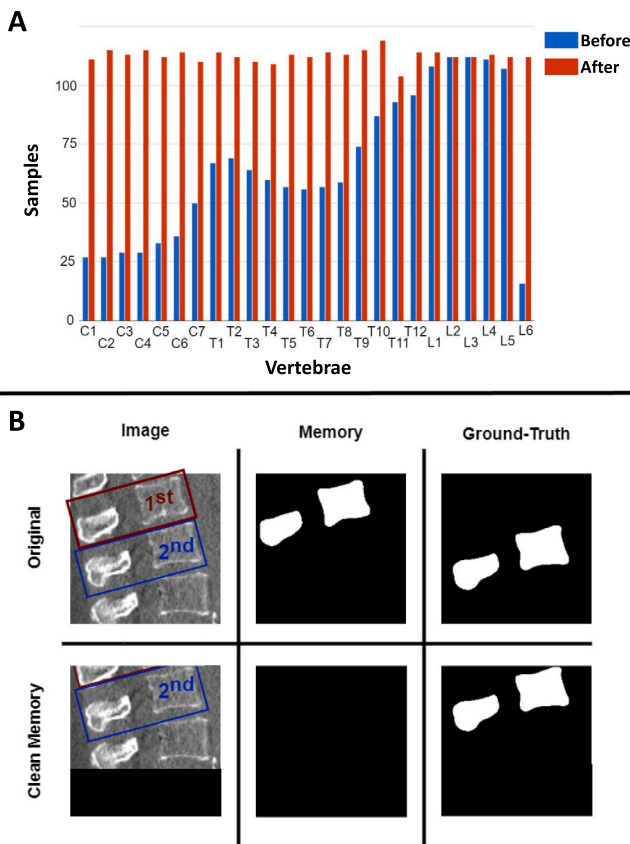 A
Before
After
Samples
100
75
50
25
0
C1 C2 C3 C4 C5 C6 C7 T1 T2 T3 T4 T5 T6 T7 T8 T9 T10 T11 T12 L1 L2 L3 L4 L5 L6
Vertebrae
B
Image
Memory
Ground-Truth
Original
1st
2nd
Clean Memory
2nd